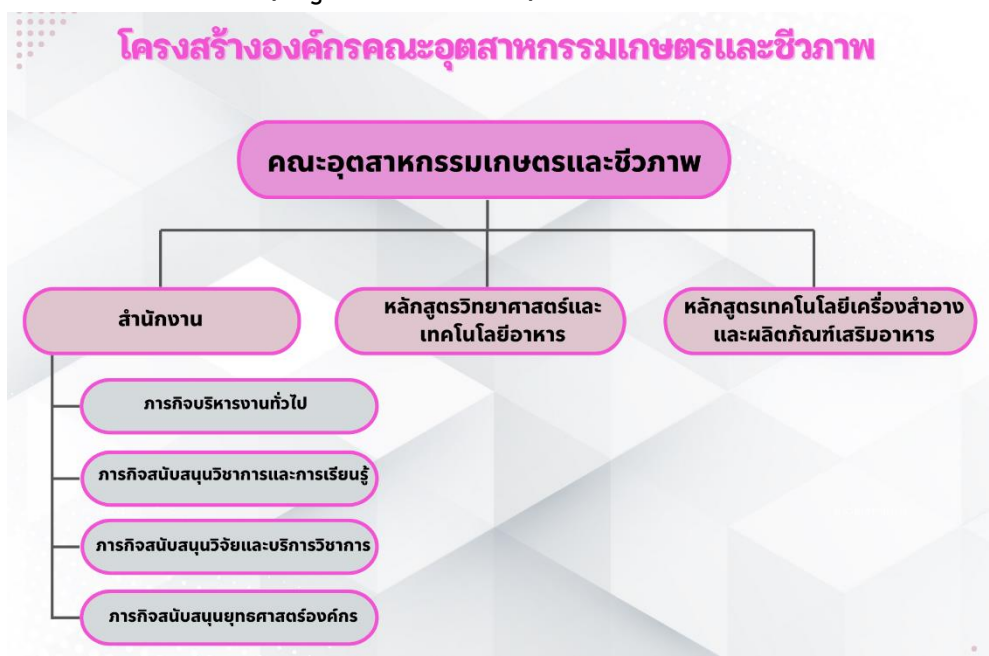 โครงสร้างองค์กรคณะอุตสาหกรรมเกษตรและชีวภาพ
คณะอุตสาหกรรมเกษตรและชีวภาพ
สำนักงาน
หลักสูตรวิทยาศาสตร์และ
เทคโนโลยีอาหาร
หลักสูตรเทคโนโลยีเครื่องสำอาง
และผลิตภัณฑ์เสริมอาหาร
ภารกิจบริหารงานทั่วไป
ภารกิจสนับสนุนวิชาการและการเรียนรู้
ภารกิจสนับสนุนวิจัยและบริการวิชาการ
ภารกิจสนับสนุนยุทธศาสตร์องค์กร